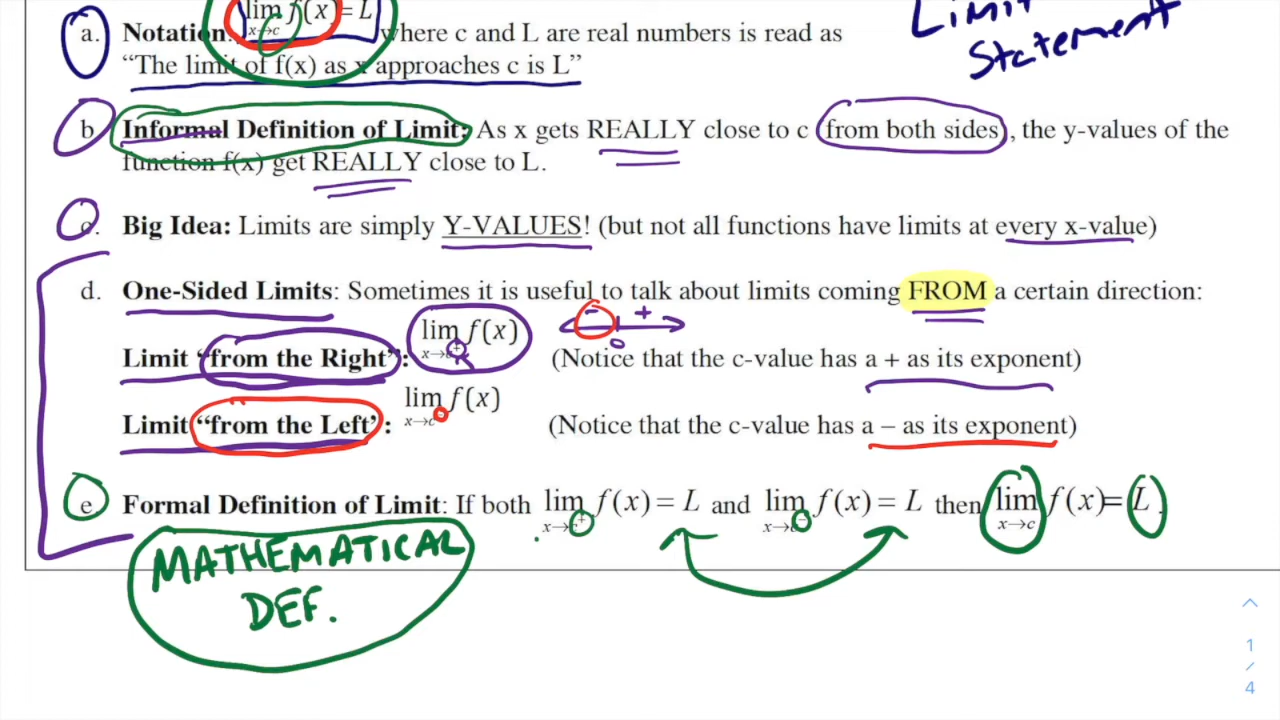 Limit
Statement
a. Notation: lim f(x) = L where c and L are real numbers is read as
x→c
"The limit of f(x) as x approaches c is L"
b. Informal Definition of Limit: As x gets REALLY close to c from both sides, the y-values of the
function f(x) get REALLY close to L.
c. Big Idea: Limits are simply Y-VALUES! (but not all functions have limits at every x-value)
d. One-Sided Limits: Sometimes it is useful to talk about limits coming FROM a certain direction:
- +
0
Limit "from the Right": lim f(x) (Notice that the c-value has a + as its exponent)
x→c⁺
Limit "from the Left": lim f(x) (Notice that the c-value has a – as its exponent)
x→c⁻
e. Formal Definition of Limit: If both lim f(x) = L and lim f(x) = L then lim f(x) = L.
x→c⁺ x→c⁻ x→c
MATHEMATICAL
DEF.
1
/
4